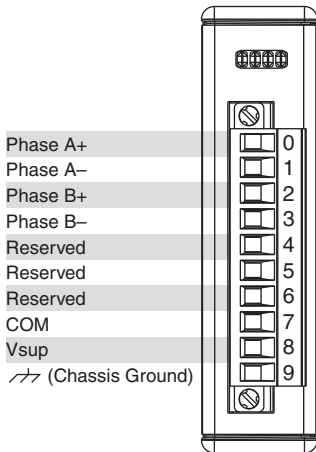 Phase A+ 0
Phase A– 1
Phase B+ 2
Phase B– 3
Reserved 4
Reserved 5
Reserved 6
COM 7
Vsup 8
(Chassis Ground) 9